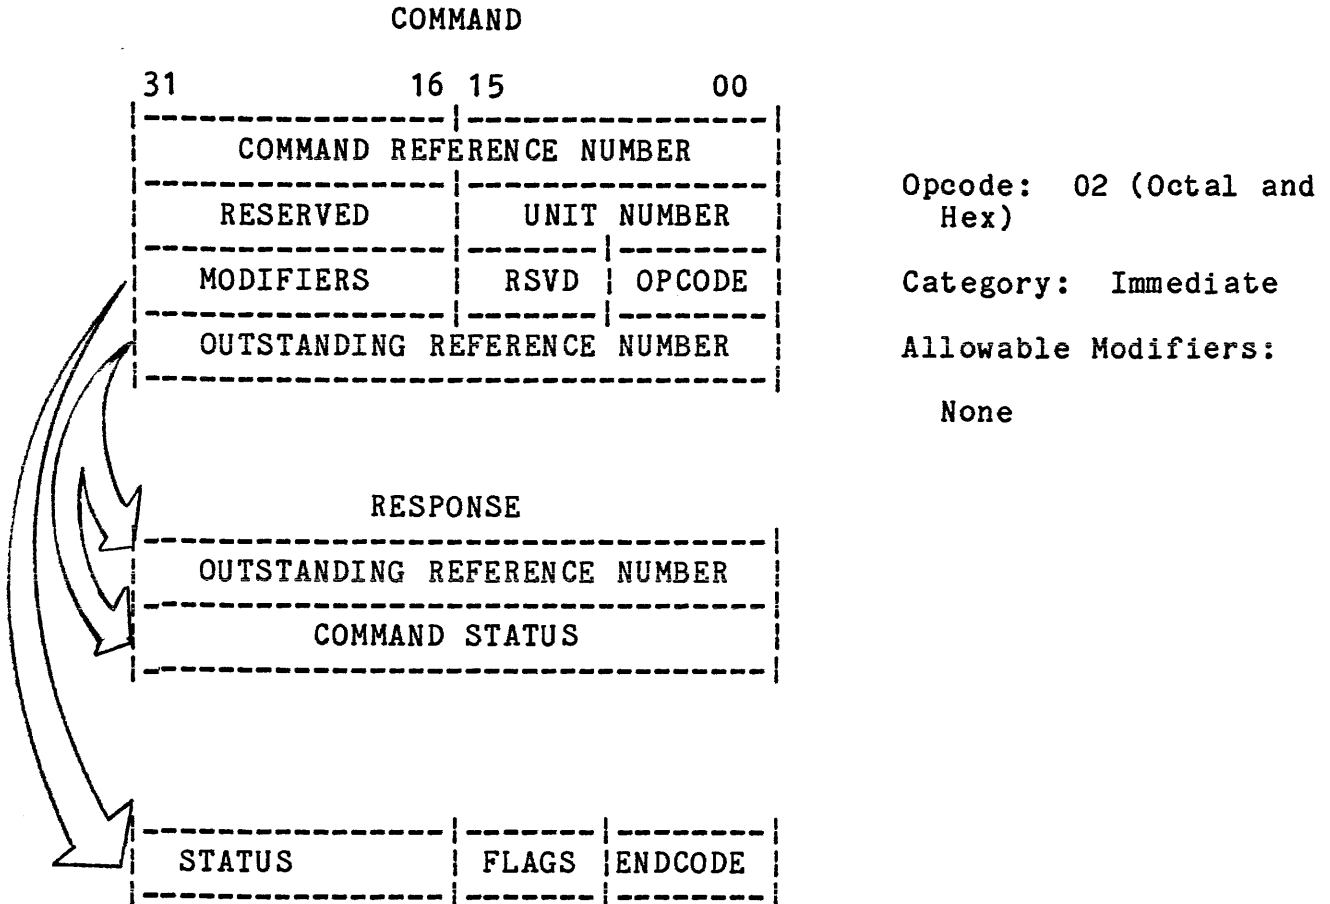 COMMAND
31 16 15 00
COMMAND REFERENCE NUMBER
RESERVED UNIT NUMBER
MODIFIERS RSVD OPCODE
OUTSTANDING REFERENCE NUMBER
Opcode: 02 (Octal and
Hex)
Category: Immediate
Allowable Modifiers:
None
RESPONSE
OUTSTANDING REFERENCE NUMBER
COMMAND STATUS
STATUS FLAGS ENDCODE